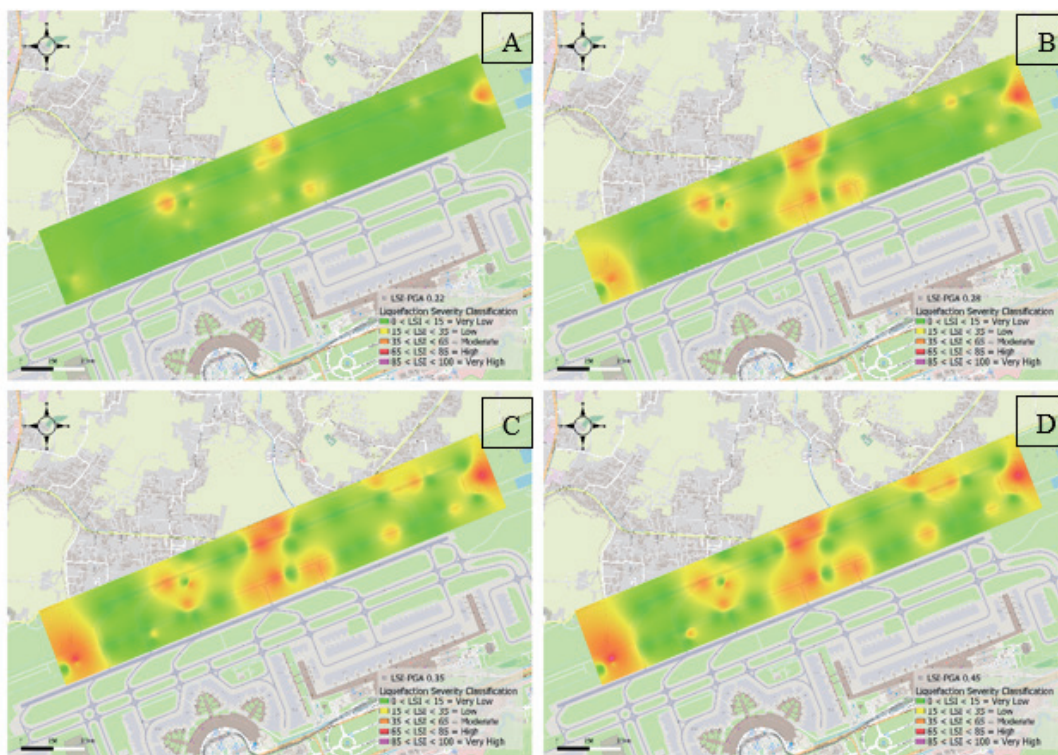 A
LSI-PGA 0.22
Liquefaction Severity Classification
0 < LSI < 15 = Very Low
15 < LSI < 35 = Low
35 < LSI < 65 = Moderate
65 < LSI < 85 = High
85 < LSI < 100 = Very High
B
LSI-PGA 0.28
Liquefaction Severity Classification
0 < LSI < 15 = Very Low
15 < LSI < 35 = Low
35 < LSI < 65 = Moderate
65 < LSI < 85 = High
85 < LSI < 100 = Very High
C
LSI-PGA 0.35
Liquefaction Severity Classification
0 < LSI < 15 = Very Low
15 < LSI < 35 = Low
35 < LSI < 65 = Moderate
65 < LSI < 85 = High
85 < LSI < 100 = Very High
D
LSI-PGA 0.45
Liquefaction Severity Classification
0 < LSI < 15 = Very Low
15 < LSI < 35 = Low
35 < LSI < 65 = Moderate
65 < LSI < 85 = High
85 < LSI < 100 = Very High